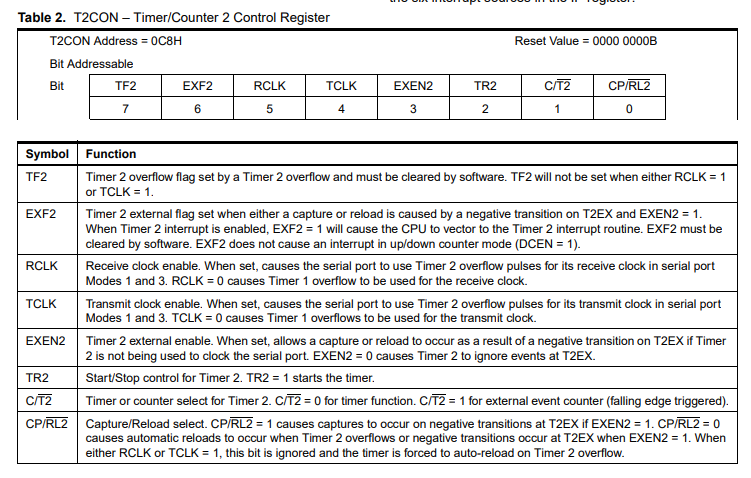 the six interrupt sources in the IP register.
Table 2. T2CON – Timer/Counter 2 Control Register
T2CON Address = 0C8H Reset Value = 0000 0000B
Bit Addressable
Bit TF2 EXF2 RCLK TCLK EXEN2 TR2 C/T2 CP/RL2
7 6 5 4 3 2 1 0
Symbol Function
TF2 Timer 2 overflow flag set by a Timer 2 overflow and must be cleared by software. TF2 will not be set when either RCLK = 1
or TCLK = 1.
EXF2 Timer 2 external flag set when either a capture or reload is caused by a negative transition on T2EX and EXEN2 = 1.
When Timer 2 interrupt is enabled, EXF2 = 1 will cause the CPU to vector to the Timer 2 interrupt routine. EXF2 must be
cleared by software. EXF2 does not cause an interrupt in up/down counter mode (DCEN = 1).
RCLK Receive clock enable. When set, causes the serial port to use Timer 2 overflow pulses for its receive clock in serial port
Modes 1 and 3. RCLK = 0 causes Timer 1 overflow to be used for the receive clock.
TCLK Transmit clock enable. When set, causes the serial port to use Timer 2 overflow pulses for its transmit clock in serial port
Modes 1 and 3. TCLK = 0 causes Timer 1 overflows to be used for the transmit clock.
EXEN2 Timer 2 external enable. When set, allows a capture or reload to occur as a result of a negative transition on T2EX if Timer
2 is not being used to clock the serial port. EXEN2 = 0 causes Timer 2 to ignore events at T2EX.
TR2 Start/Stop control for Timer 2. TR2 = 1 starts the timer.
C/T2 Timer or counter select for Timer 2. C/T2 = 0 for timer function. C/T2 = 1 for external event counter (falling edge triggered).
CP/RL2 Capture/Reload select. CP/RL2 = 1 causes captures to occur on negative transitions at T2EX if EXEN2 = 1. CP/RL2 = 0
causes automatic reloads to occur when Timer 2 overflows or negative transitions occur at T2EX when EXEN2 = 1. When
either RCLK or TCLK = 1, this bit is ignored and the timer is forced to auto-reload on Timer 2 overflow.